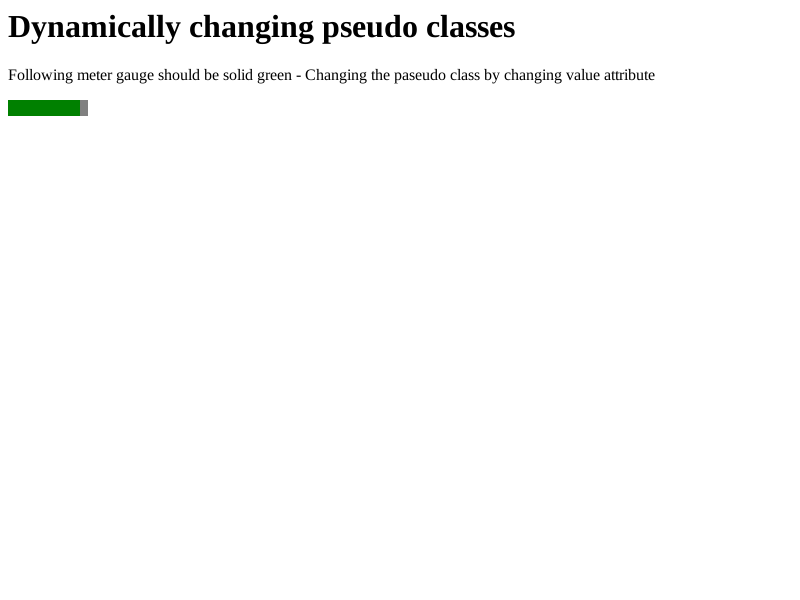 Dynamically changing pseudo classes
Following meter gauge should be solid green - Changing the paseudo class by changing value attribute